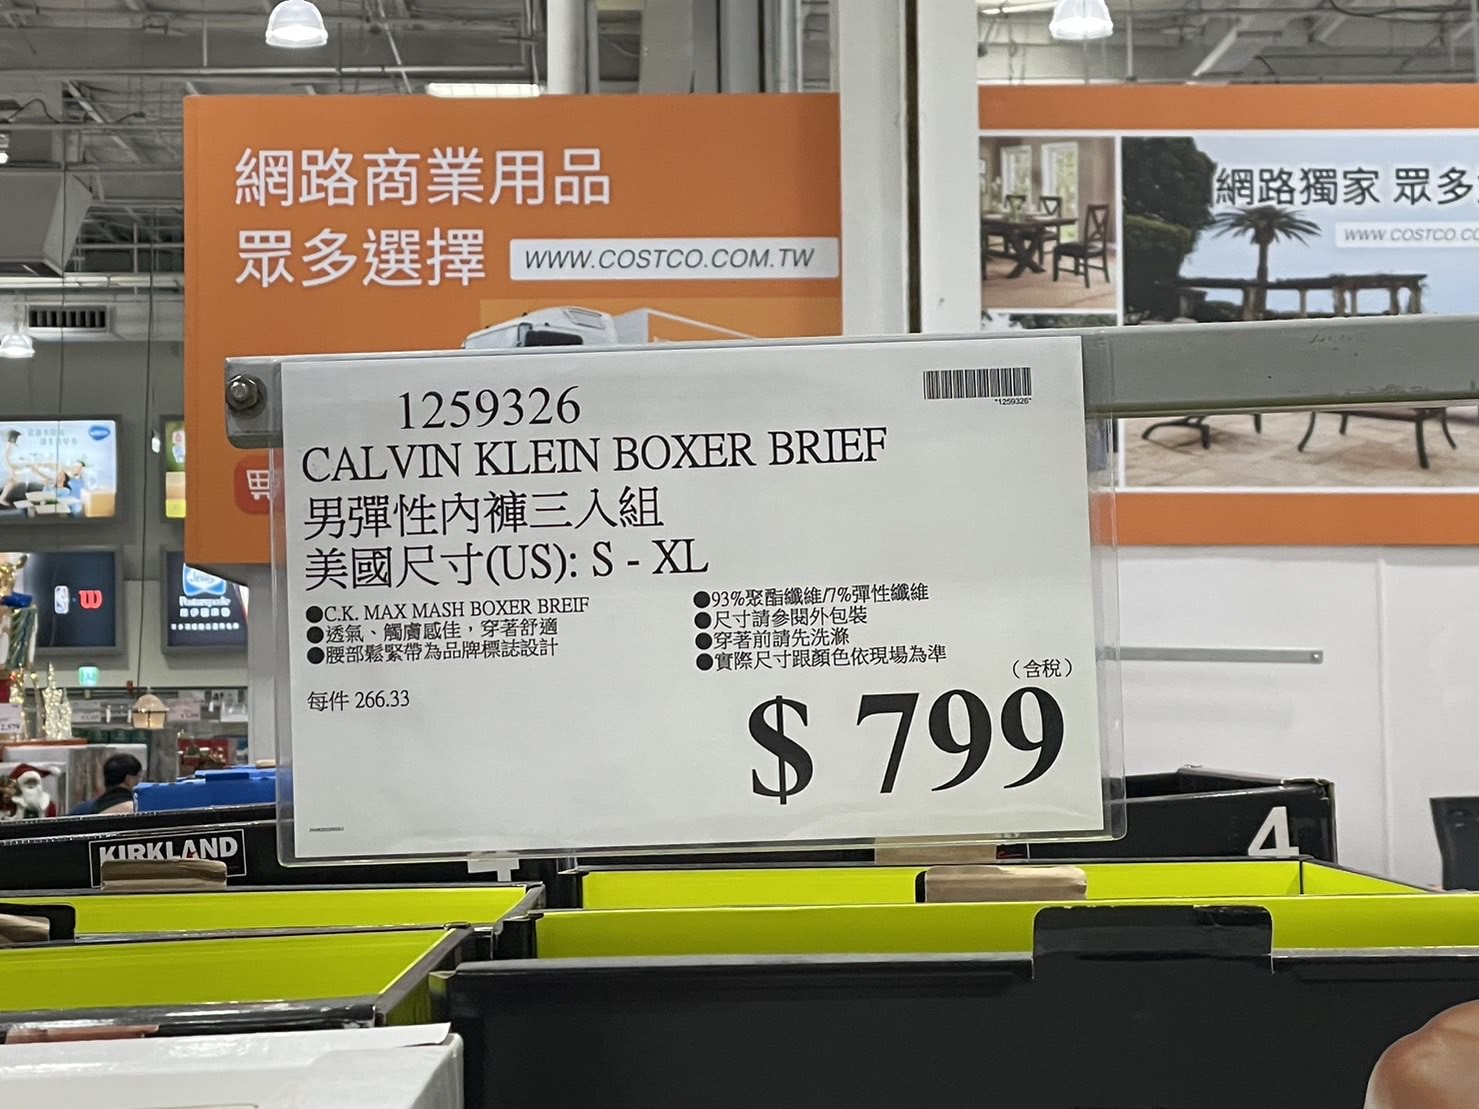 網路商業用品
眾多選擇 WWW.COSTCO.COM.TW
網路獨家 眾多
WWW.COSTCO.CO
1259326
*1259326*
CALVIN KLEIN BOXER BRIEF
男彈性內褲三入組
美國尺寸(US): S - XL
●C.K. MAX MASH BOXER BREIF
●透氣、觸膚感佳，穿著舒適
●腰部鬆緊帶為品牌標誌設計
●93%聚酯纖維/7%彈性纖維
●尺寸請參閱外包裝
●穿著前請先洗滌
●實際尺寸跟顏色依現場為準
（含稅）
每件 266.33
$ 799
KIRKLAND
4